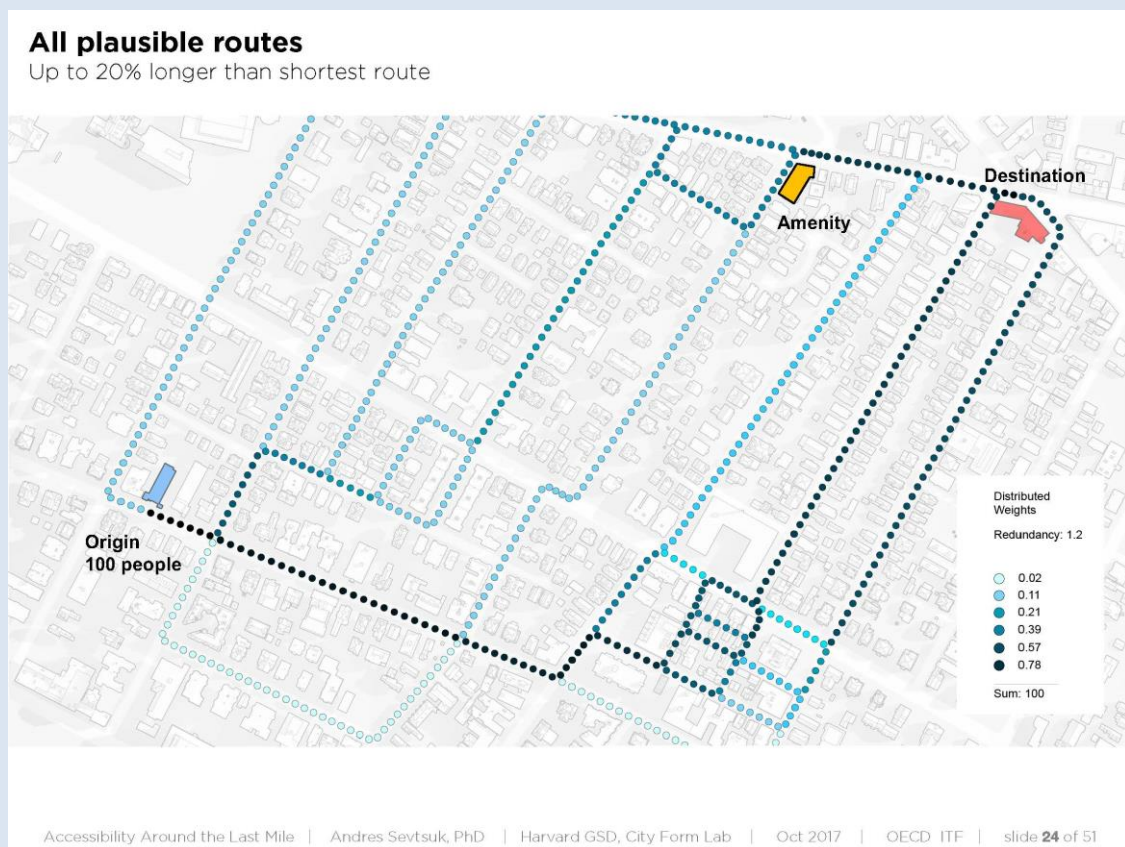 All plausible routes
Up to 20% longer than shortest route
Destination
Amenity
Origin
100 people
Distributed
Weights
Redundancy: 1.2
0.02
0.11
0.21
0.39
0.57
0.78
Sum: 100
Accessibility Around the Last Mile | Andres Sevtsuk, PhD | Harvard GSD, City Form Lab | Oct 2017 | OECD ITF | slide 24 of 51